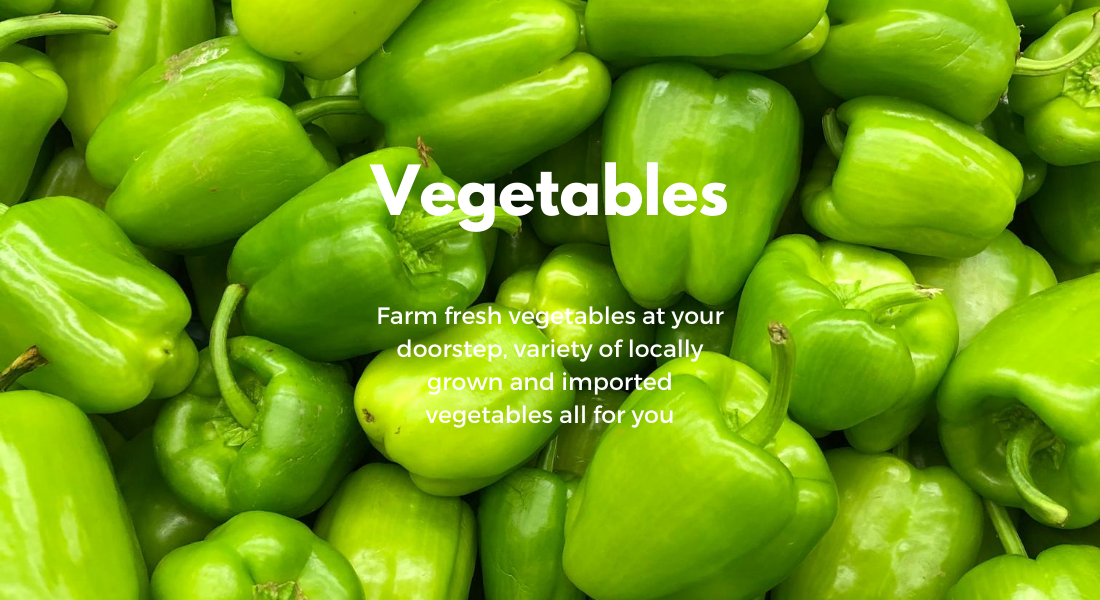 Vegetables
Farm fresh vegetables at your
doorstep, variety of locally
grown and imported
vegetables all for you